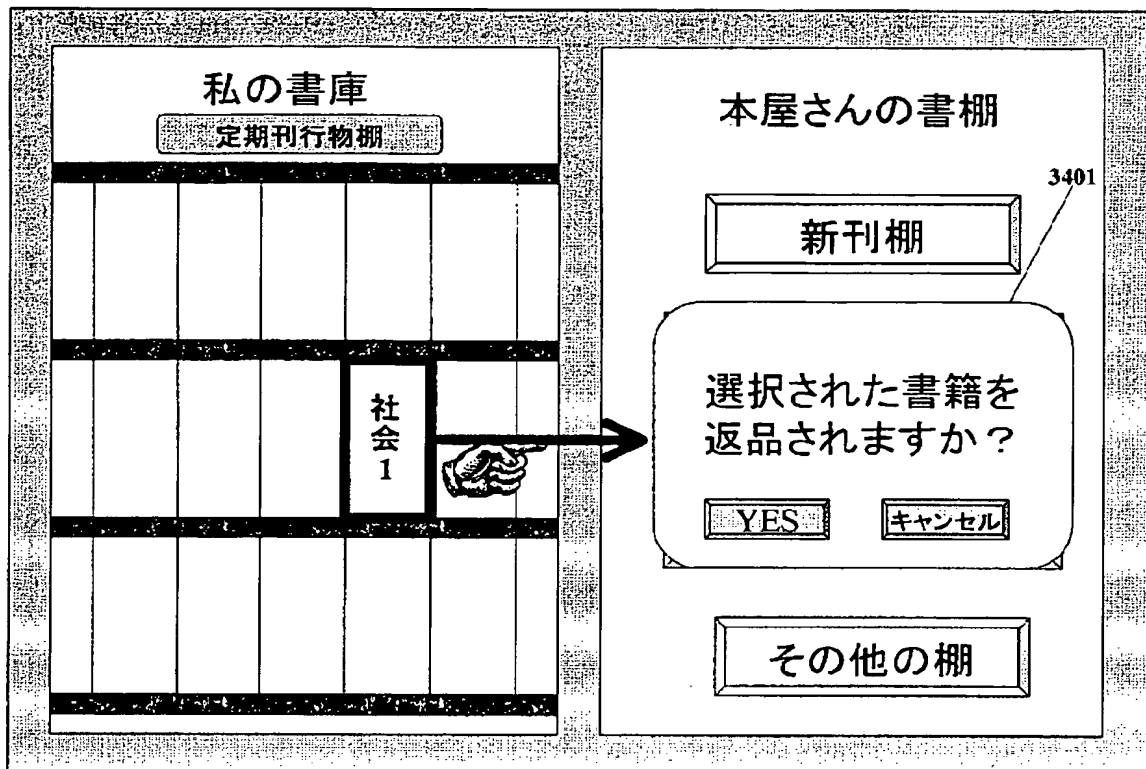 私の書庫
定期刊行物棚
社会1
本屋さんの書棚
3401
新刊棚
選択された書籍を
返品されますか?
YES
キャンセル
その他の棚